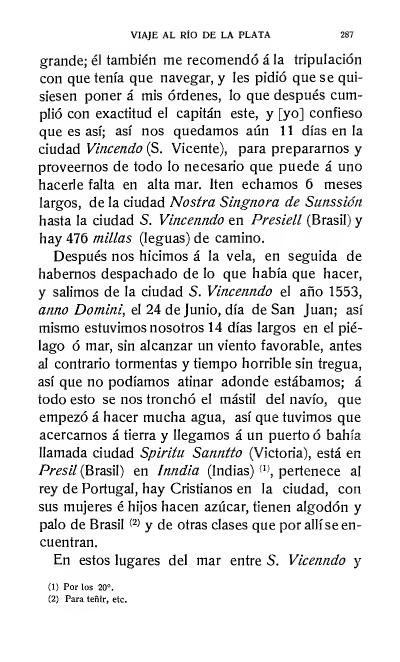 VIAJE AL RÍO DE LA PLATA 287
grande; él también me recomendó á la tripulación
con que tenía que navegar, y les pidió que se qui-
siesen poner á mis órdenes, lo que después cum-
plió con exactitud el capitán este, y [yo] confieso
que es así; así nos quedamos aún 11 días en la
ciudad Vincendo (S. Vicente), para prepararnos y
proveernos de todo lo necesario que puede á uno
hacerle falta en alta mar. Iten echamos 6 meses
largos, de la ciudad Nostra Singnora de Sunssión
hasta la ciudad S. Vincenndo en Presiell (Brasil) y
hay 476 millas (leguas) de camino.
Después nos hicimos á la vela, en seguida de
habernos despachado de lo que había que hacer,
y salimos de la ciudad S. Vincenndo el año 1553,
anno Domini, el 24 de Junio, día de San Juan; así
mismo estuvimos nosotros 14 días largos en el pié-
lago ó mar, sin alcanzar un viento favorable, antes
al contrario tormentas y tiempo horrible sin tregua,
así que no podíamos atinar adonde estábamos; á
todo esto se nos tronchó el mástil del navío, que
empezó á hacer mucha agua, así que tuvimos que
acercarnos á tierra y llegamos á un puerto ó bahía
llamada ciudad Spiritu Sanntto (Victoria), está en
Presil (Brasil) en Inndia (Indias) (1), pertenece al
rey de Portugal, hay Cristianos en la ciudad, con
sus mujeres é hijos hacen azúcar, tienen algodón y
palo de Brasil (2) y de otras clases que por allí se en-
cuentran.
En estos lugares del mar entre S. Vicenndo y
(1) Por los 20°.
(2) Para teñir, etc.